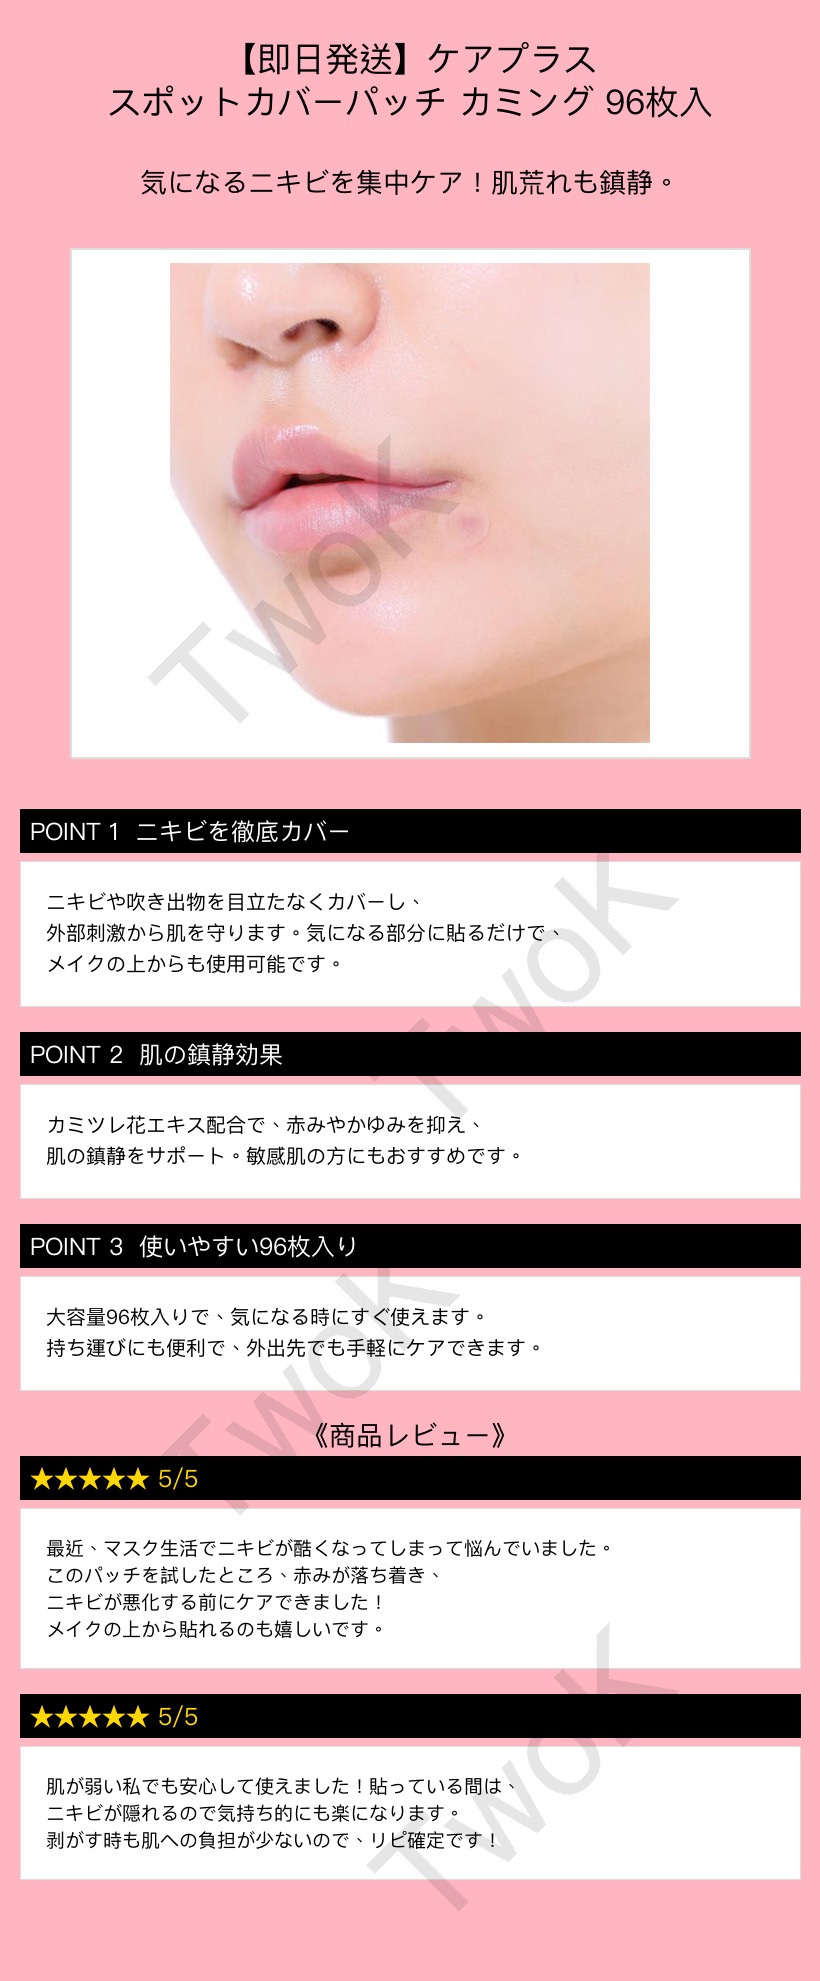 【即日発送】ケアプラス
スポットカバーパッチ カミング 96枚入
気になるニキビを集中ケア！肌荒れも鎮静。
TwoK
POINT 1 ニキビを徹底カバー
ニキビや吹き出物を目立たなくカバーし、
外部刺激から肌を守ります。気になる部分に貼るだけで、
メイクの上からも使用可能です。
TwoK
POINT 2 肌の鎮静効果
カミツレ花エキス配合で、赤みやかゆみを抑え、
肌の鎮静をサポート。敏感肌の方にもおすすめです。
POINT 3 使いやすい96枚入り
大容量96枚入りで、気になる時にすぐ使えます。
持ち運びにも便利で、外出先でも手軽にケアできます。
TwoK
《商品レビュー》
★★★★★ 5/5
最近、マスク生活でニキビが酷くなってしまって悩んでいました。
このパッチを試したところ、赤みが落ち着き、
ニキビが悪化する前にケアできました！
メイクの上から貼れるのも嬉しいです。
★★★★★ 5/5
肌が弱い私でも安心して使えました！貼っている間は、
ニキビが隠れるので気持ち的にも楽になります。
剥がす時も肌への負担が少ないので、リピ確定です！
TwoK